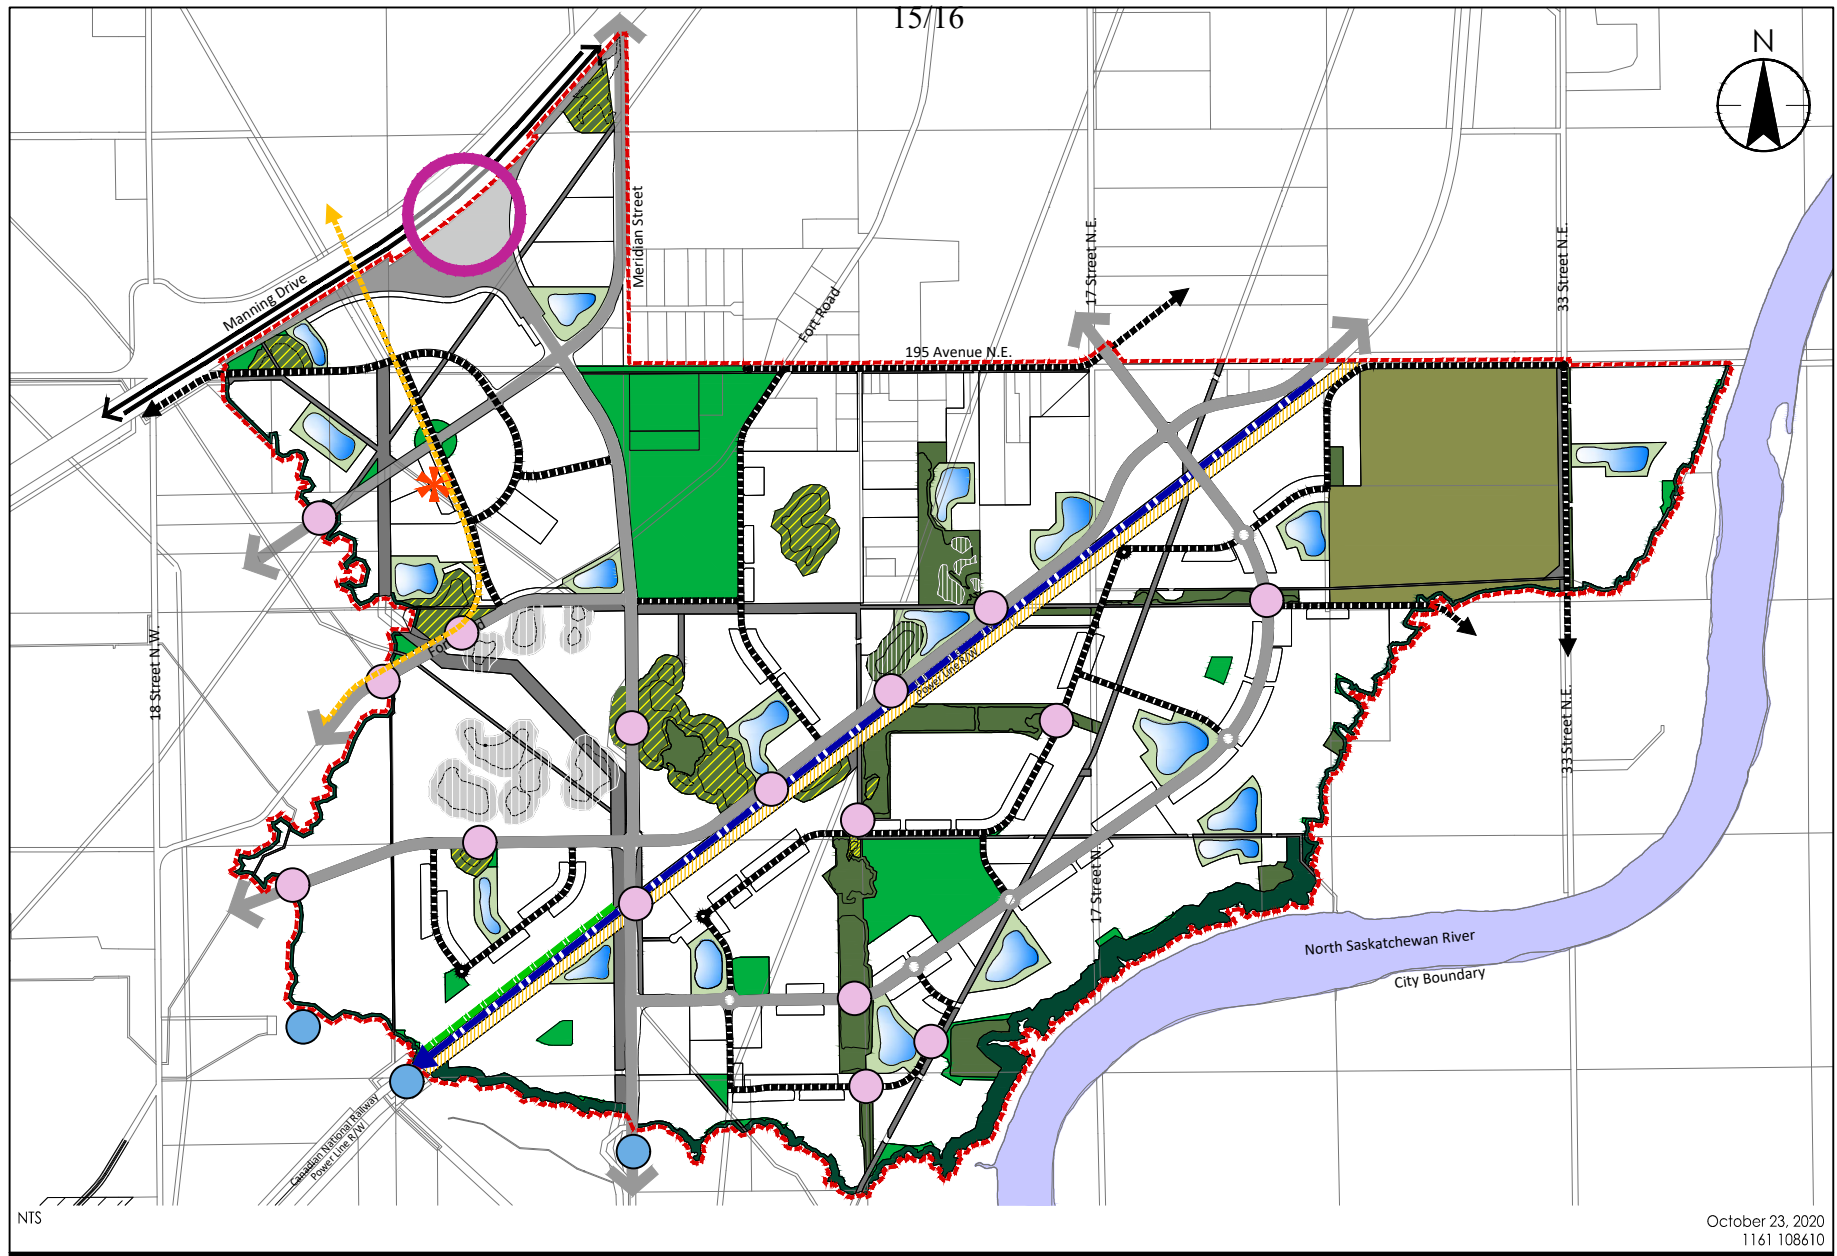 15/16
N
Meridian Street
17 Street N.E.
33 Street N.E.
Manning Drive
Fort Road
195 Avenue N.E.
18 Street N.W.
Power Line R/W
33 Street N.E.
17 Street N.
North Saskatchewan River
City Boundary
Canadian National Railway
Power Line R/W
NTS
October 23, 2020
1161 108610